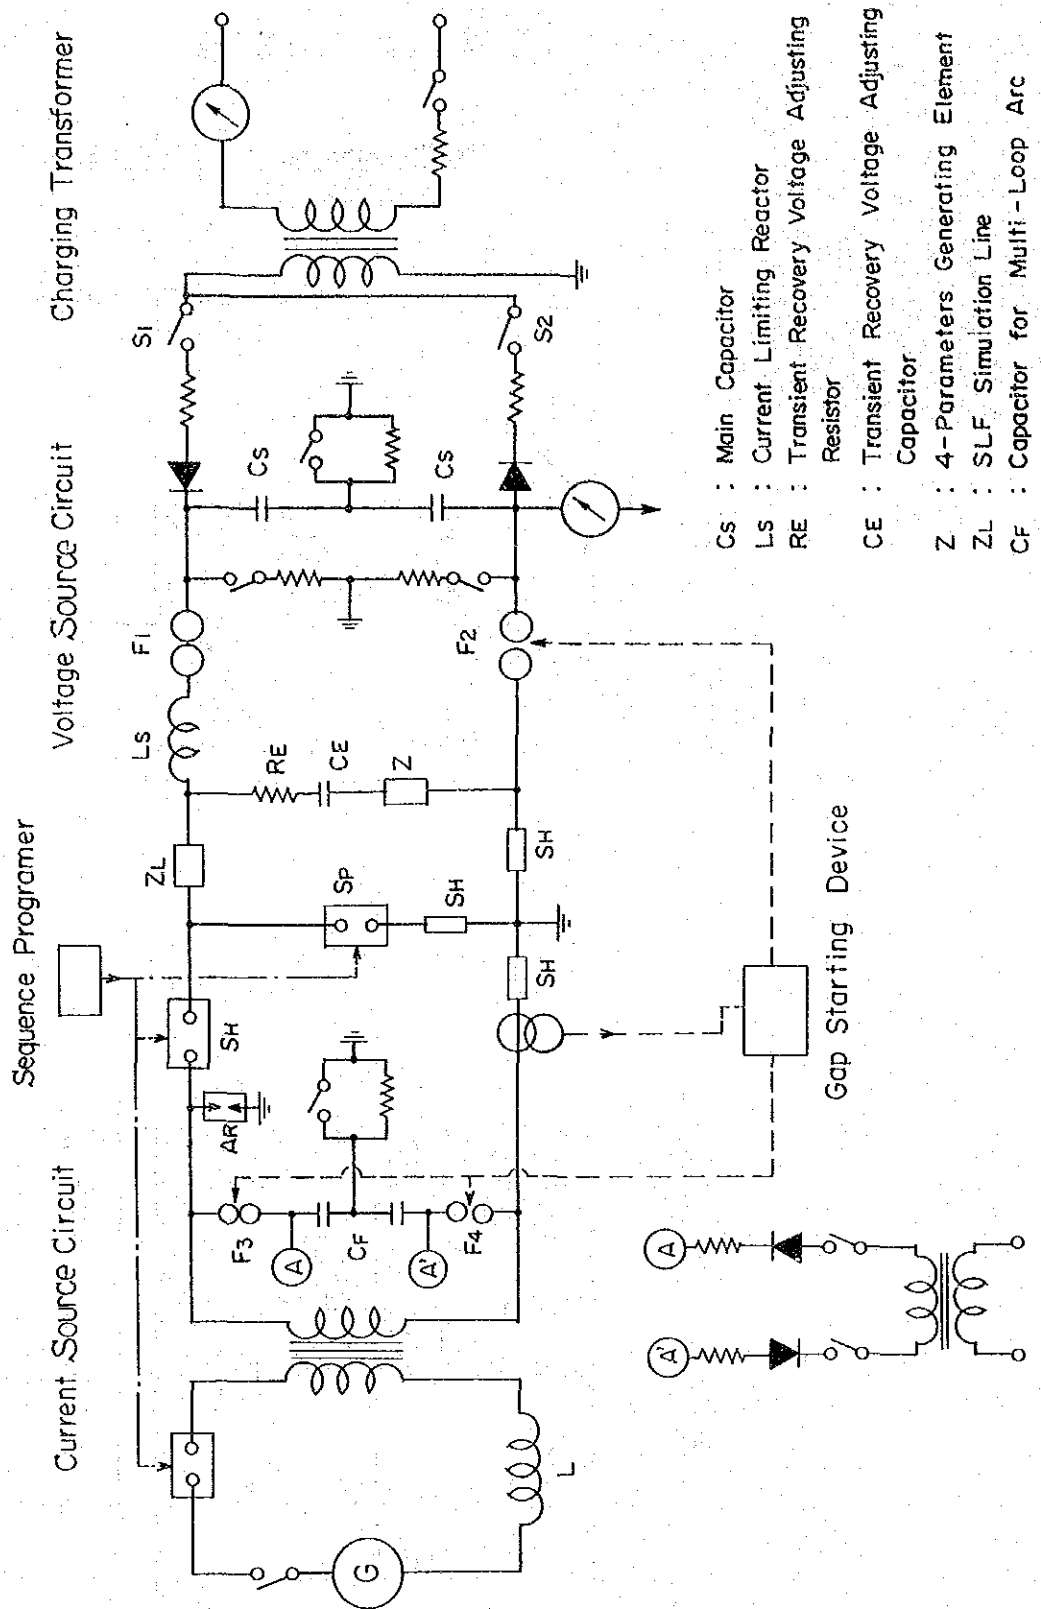 Sequence Programer
Current Source Circuit
Voltage Source Circuit
Charging Transformer
G
L
F3
A
CF
A'
F4
AR
SH
SH
SP
SH
SH
ZL
RE
CE
Z
LS
F1
F2
CS
CS
S1
S2
Gap Starting Device
A'
A
CS : Main Capacitor
LS : Current Limiting Reactor
RE : Transient Recovery Voltage Adjusting
Resistor
CE : Transient Recovery Voltage Adjusting
Capacitor
Z : 4-Parameters Generating Element
ZL : SLF Simulation Line
CF : Capacitor for Multi-Loop Arc